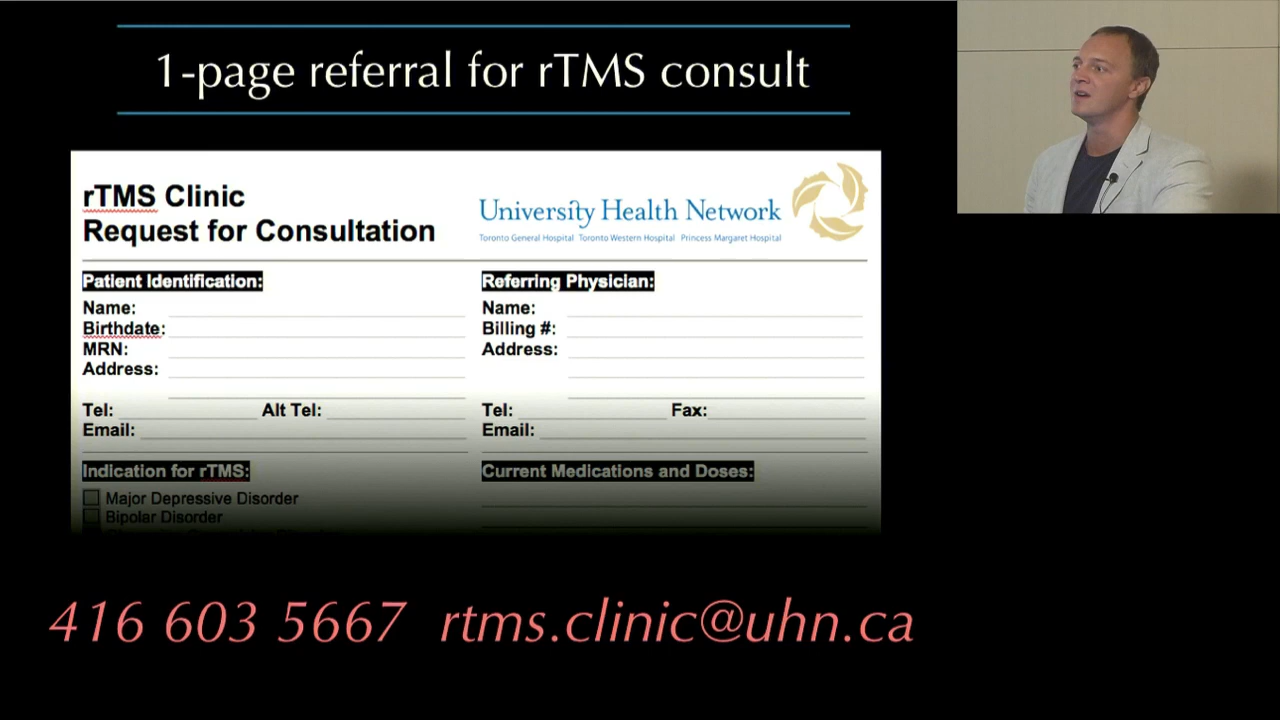 1-page referral for rTMS consult
rTMS Clinic
Request for Consultation
University Health Network
Toronto General Hospital Toronto Western Hospital Princess Margaret Hospital
Patient Identification:
Name:
Birthdate:
MRN:
Address:
Tel: Alt Tel:
Email:
Referring Physician:
Name:
Billing #:
Address:
Tel: Fax:
Email:
Indication for rTMS:
Major Depressive Disorder
Bipolar Disorder
Current Medications and Doses:
416 603 5667 rtms.clinic@uhn.ca